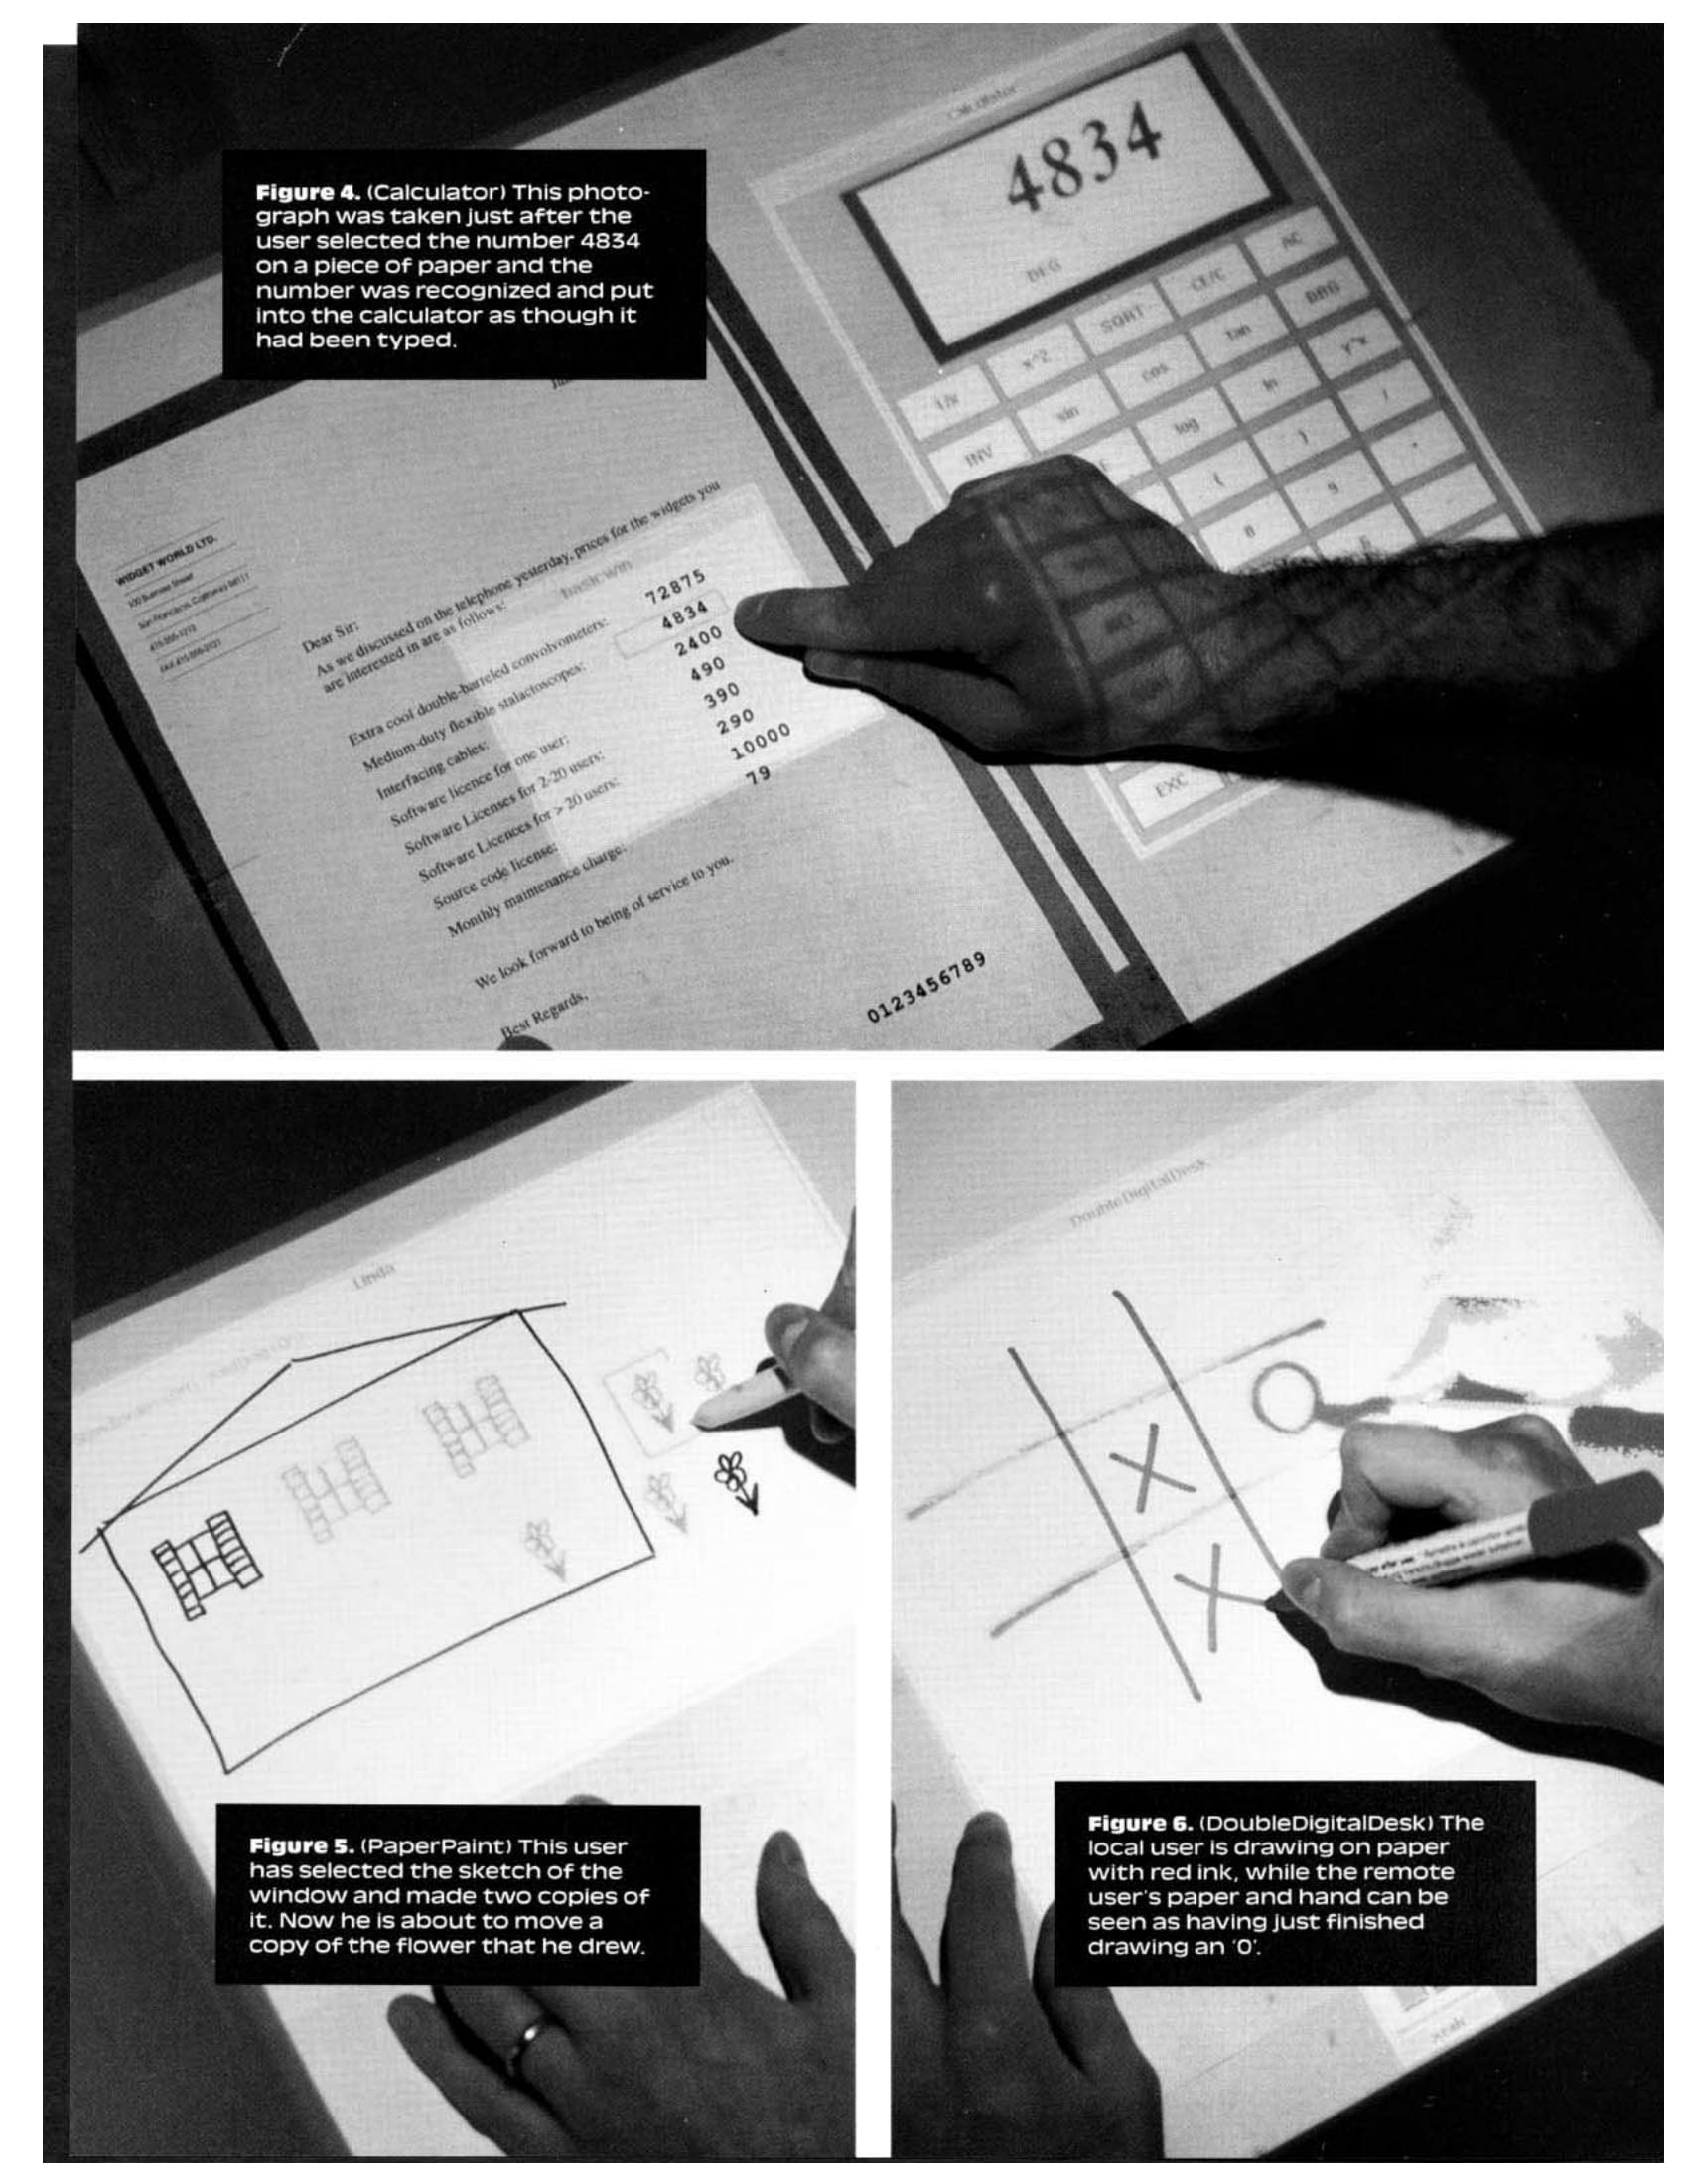 Figure 4. (Calculator) This photo-
graph was taken just after the
user selected the number 4834
on a piece of paper and the
number was recognized and put
into the calculator as though it
had been typed.
Calculator
4834
DEG
1/x x^2 SQRT CE/C AC
INV sin cos tan DRG
E log ln y^x
( ) /
8 9
EXC
WIDGET WORLD LTD.
Dear Sir:
As we discussed on the telephone yesterday, prices for the widgets you
are interested in are as follows:
Extra cool double-barreled convolvometers: 72875
Medium-duty flexible stalactoscopes: 4834
Interfacing cables: 2400
Software licence for one user: 490
Software Licenses for 2-20 users: 390
Software Licences for > 20 users: 290
Source code license: 10000
Monthly maintenance charge: 79
We look forward to being of service to you.
Best Regards,
0123456789
Linda
Figure 5. (PaperPaint) This user
has selected the sketch of the
window and made two copies of
it. Now he is about to move a
copy of the flower that he drew.
DoubleDigitalDesk
X
X
Figure 6. (DoubleDigitalDesk) The
local user is drawing on paper
with red ink, while the remote
user's paper and hand can be
seen as having just finished
drawing an '0'.